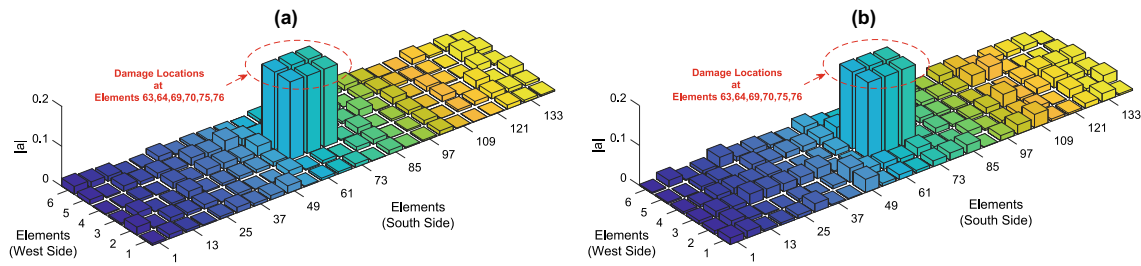 (a)
Damage Locations
at
Elements 63,64,69,70,75,76
0.2
0.1
0
|a|
6
5
4
3
2
1
Elements
(West Side)
1
13
25
37
49
61
73
85
97
109
121
133
Elements
(South Side)
(b)
Damage Locations
at
Elements 63,64,69,70,75,76
0.2
0.1
0
|a|
6
5
4
3
2
1
Elements
(West Side)
1
13
25
37
49
61
73
85
97
109
121
133
Elements
(South Side)